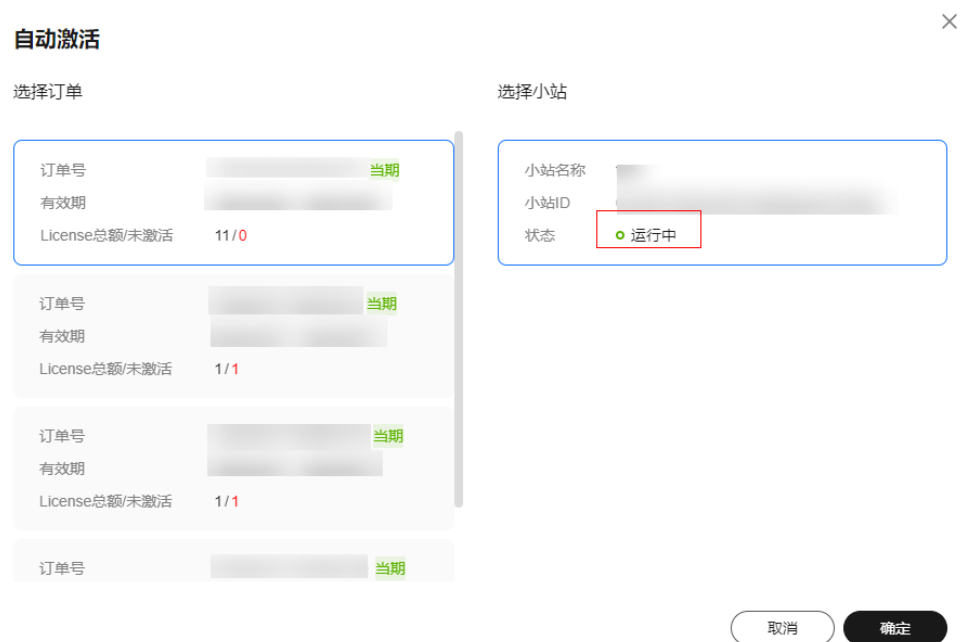 自动激活
选择订单
订单号 当期
有效期
License总额/未激活 11/0
订单号 当期
有效期
License总额/未激活 1/1
订单号 当期
有效期
License总额/未激活 1/1
订单号 当期
选择小站
小站名称
小站ID
状态 运行中
取消 确定